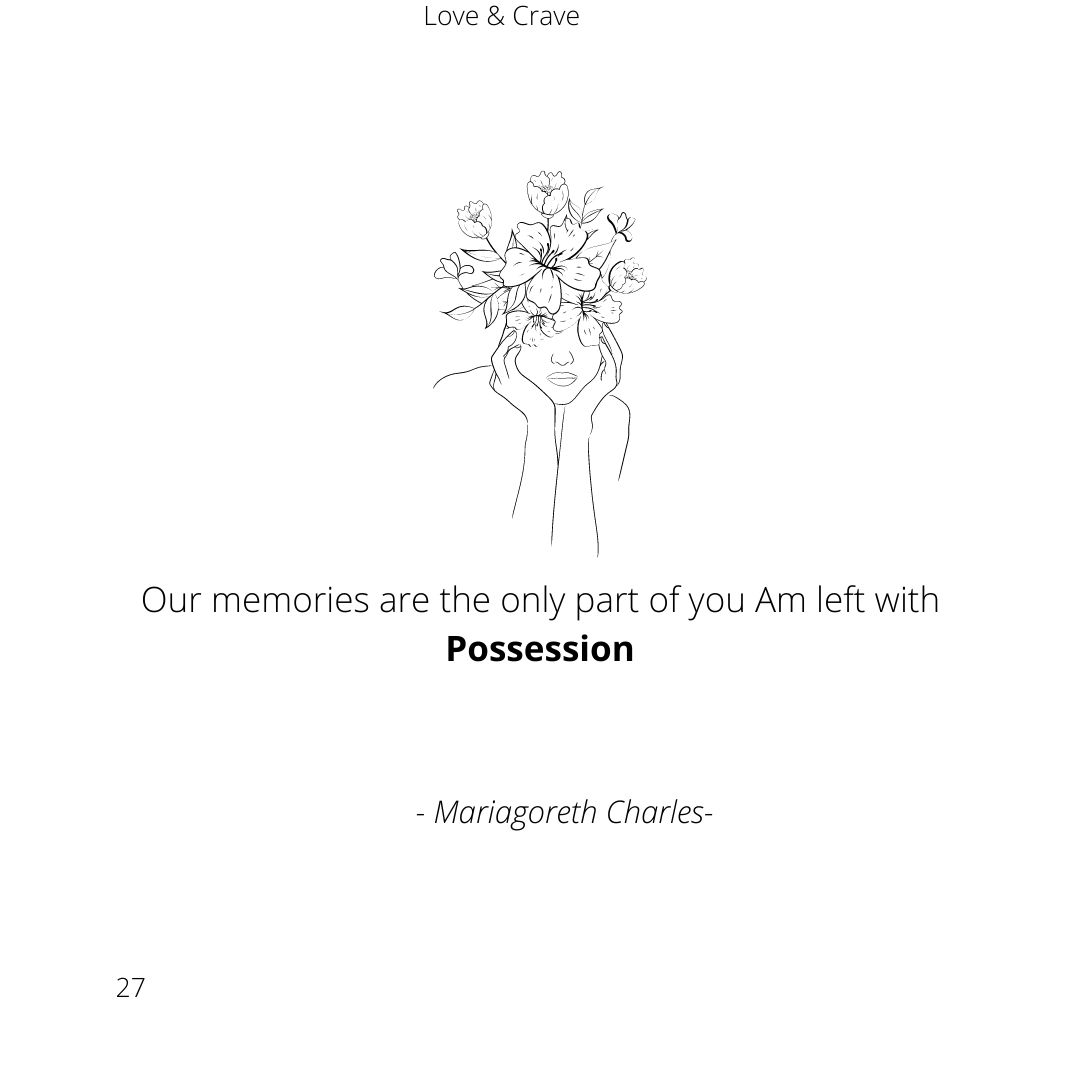 Love & Crave
Our memories are the only part of you Am left with
Possession
- Mariagoreth Charles-
27